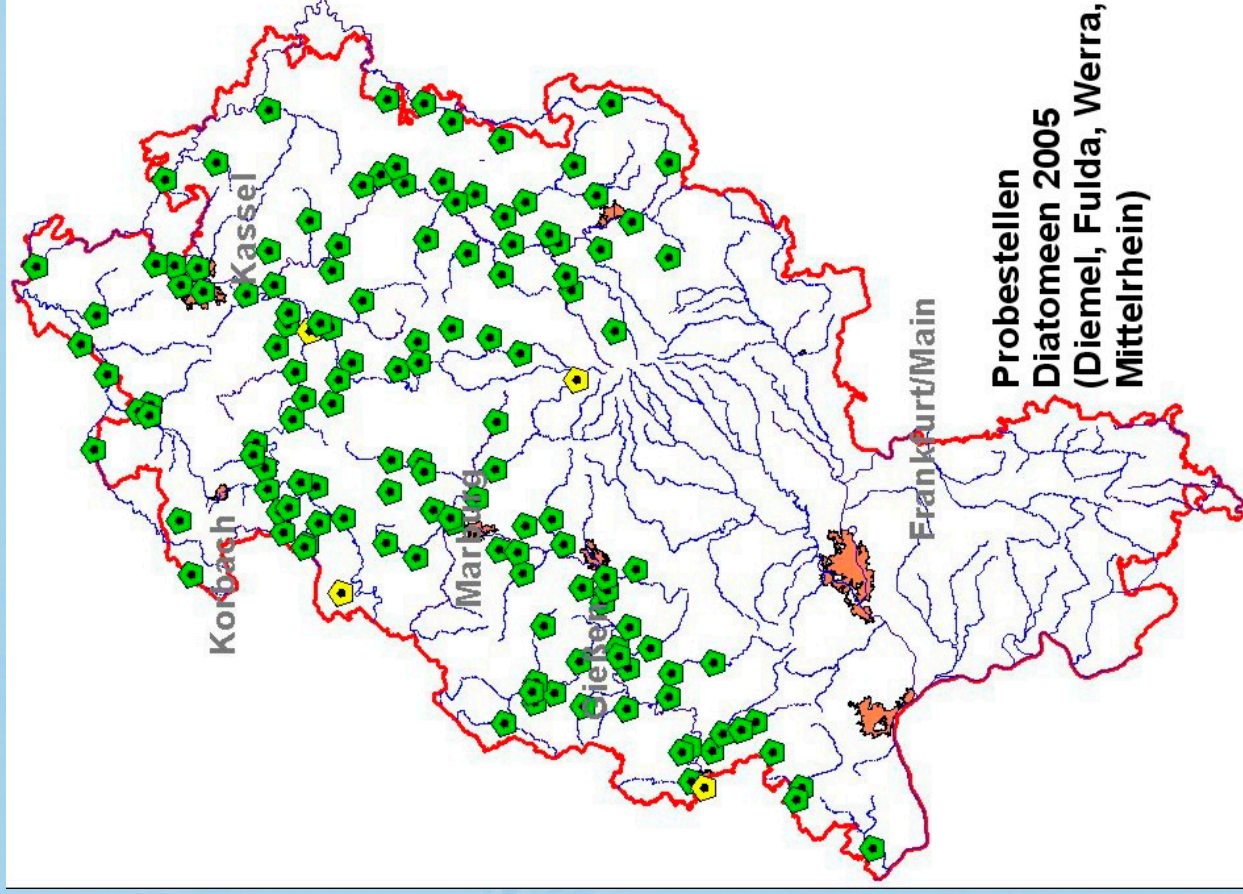 Kassel
Korbach
Marburg
Gießen
Frankfurt/Main
Probestellen
Diatomeen 2005
(Diemel, Fulda, Werra,
Mittelrhein)